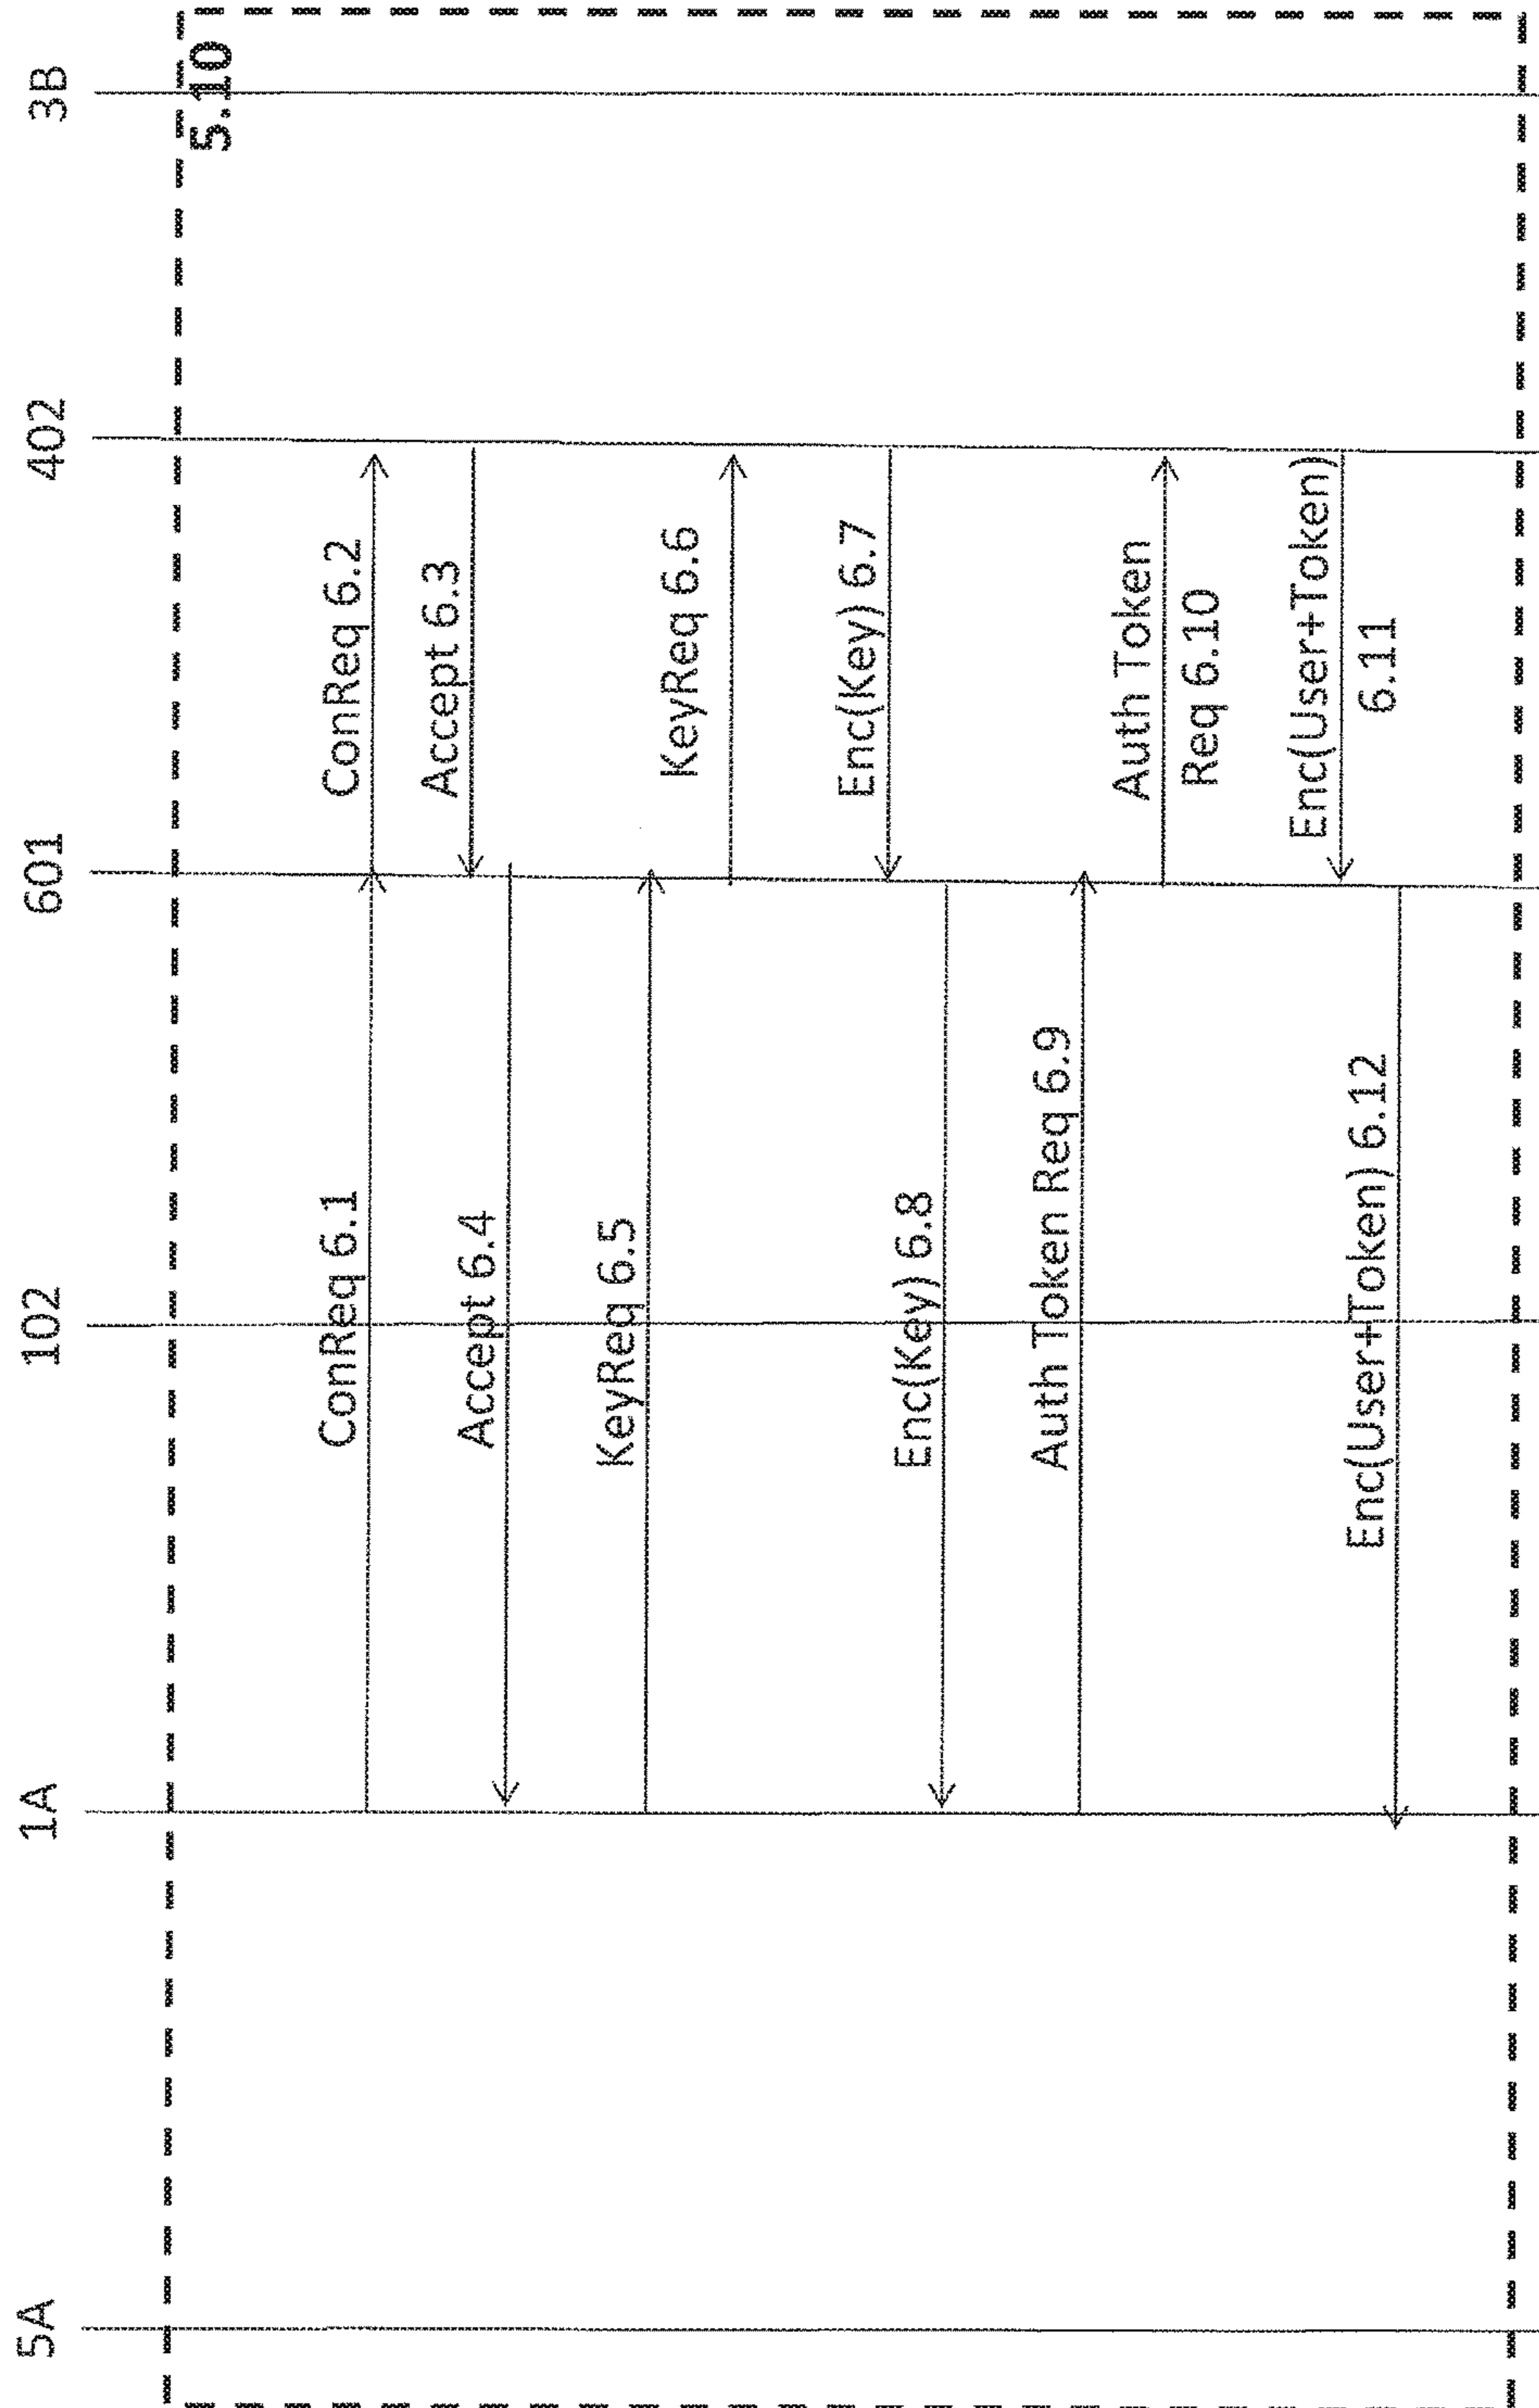 5A
1A
102
601
402
3B
5.10
ConReq 6.1
ConReq 6.2
Accept 6.3
Accept 6.4
KeyReq 6.5
KeyReq 6.6
Enc(Key) 6.7
Enc(Key) 6.8
Auth Token Req 6.9
Auth Token
Req 6.10
Enc(User+Token)
6.11
Enc(User+Token) 6.12